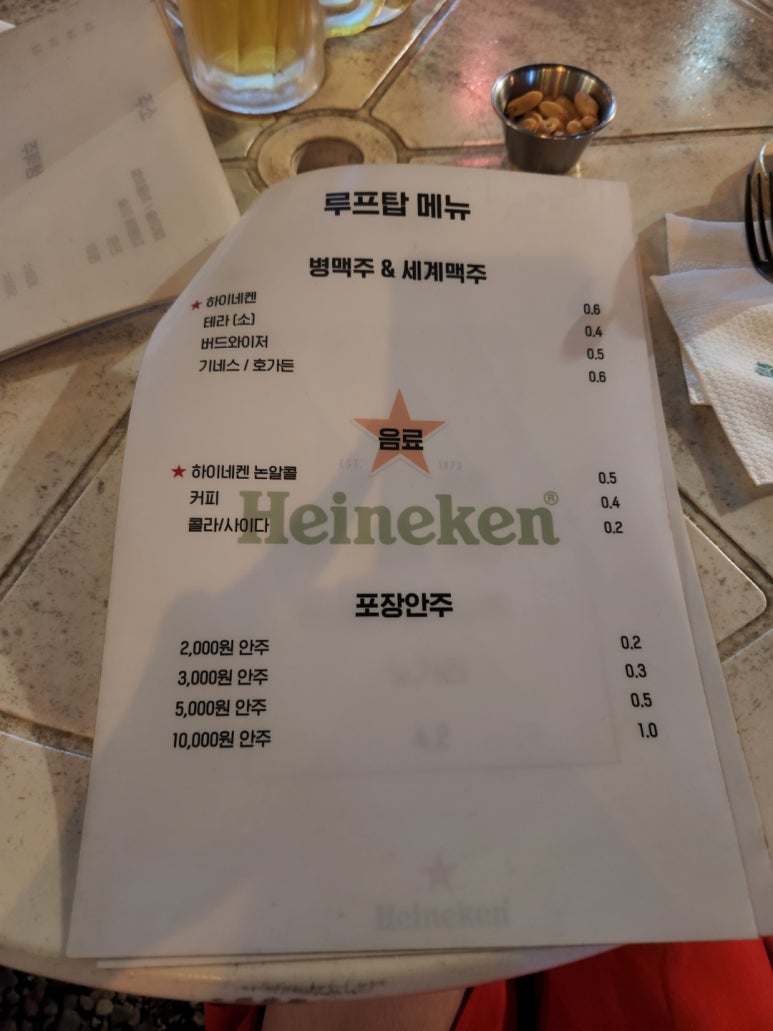 루프탑 메뉴
병맥주 & 세계맥주
★ 하이네켄 0.6
테라 (소) 0.4
버드와이저 0.5
기네스 / 호가든 0.6
음료
EST. 1873
★ 하이네켄 논알콜 0.5
커피 0.4
콜라/사이다 0.2
Heineken®
포장안주
2,000원 안주 0.2
3,000원 안주 0.3
5,000원 안주 0.5
10,000원 안주 1.0
4.2
Heineken